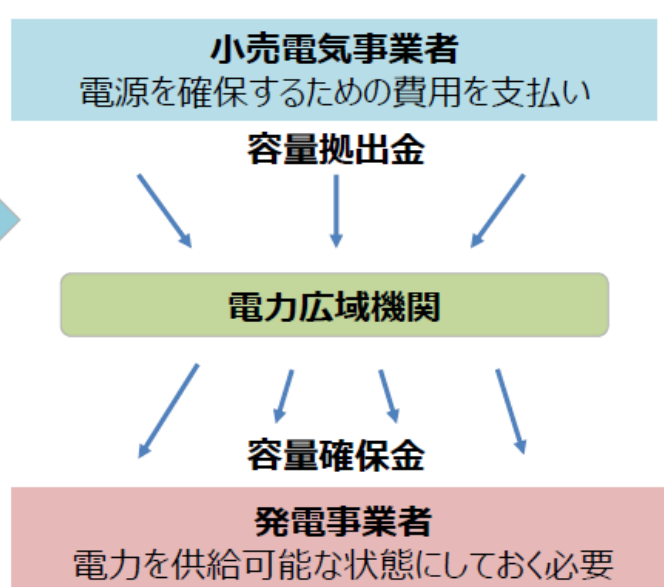 小売電気事業者
電源を確保するための費用を支払い
容量拠出金
電力広域機関
容量確保金
発電事業者
電力を供給可能な状態にしておく必要